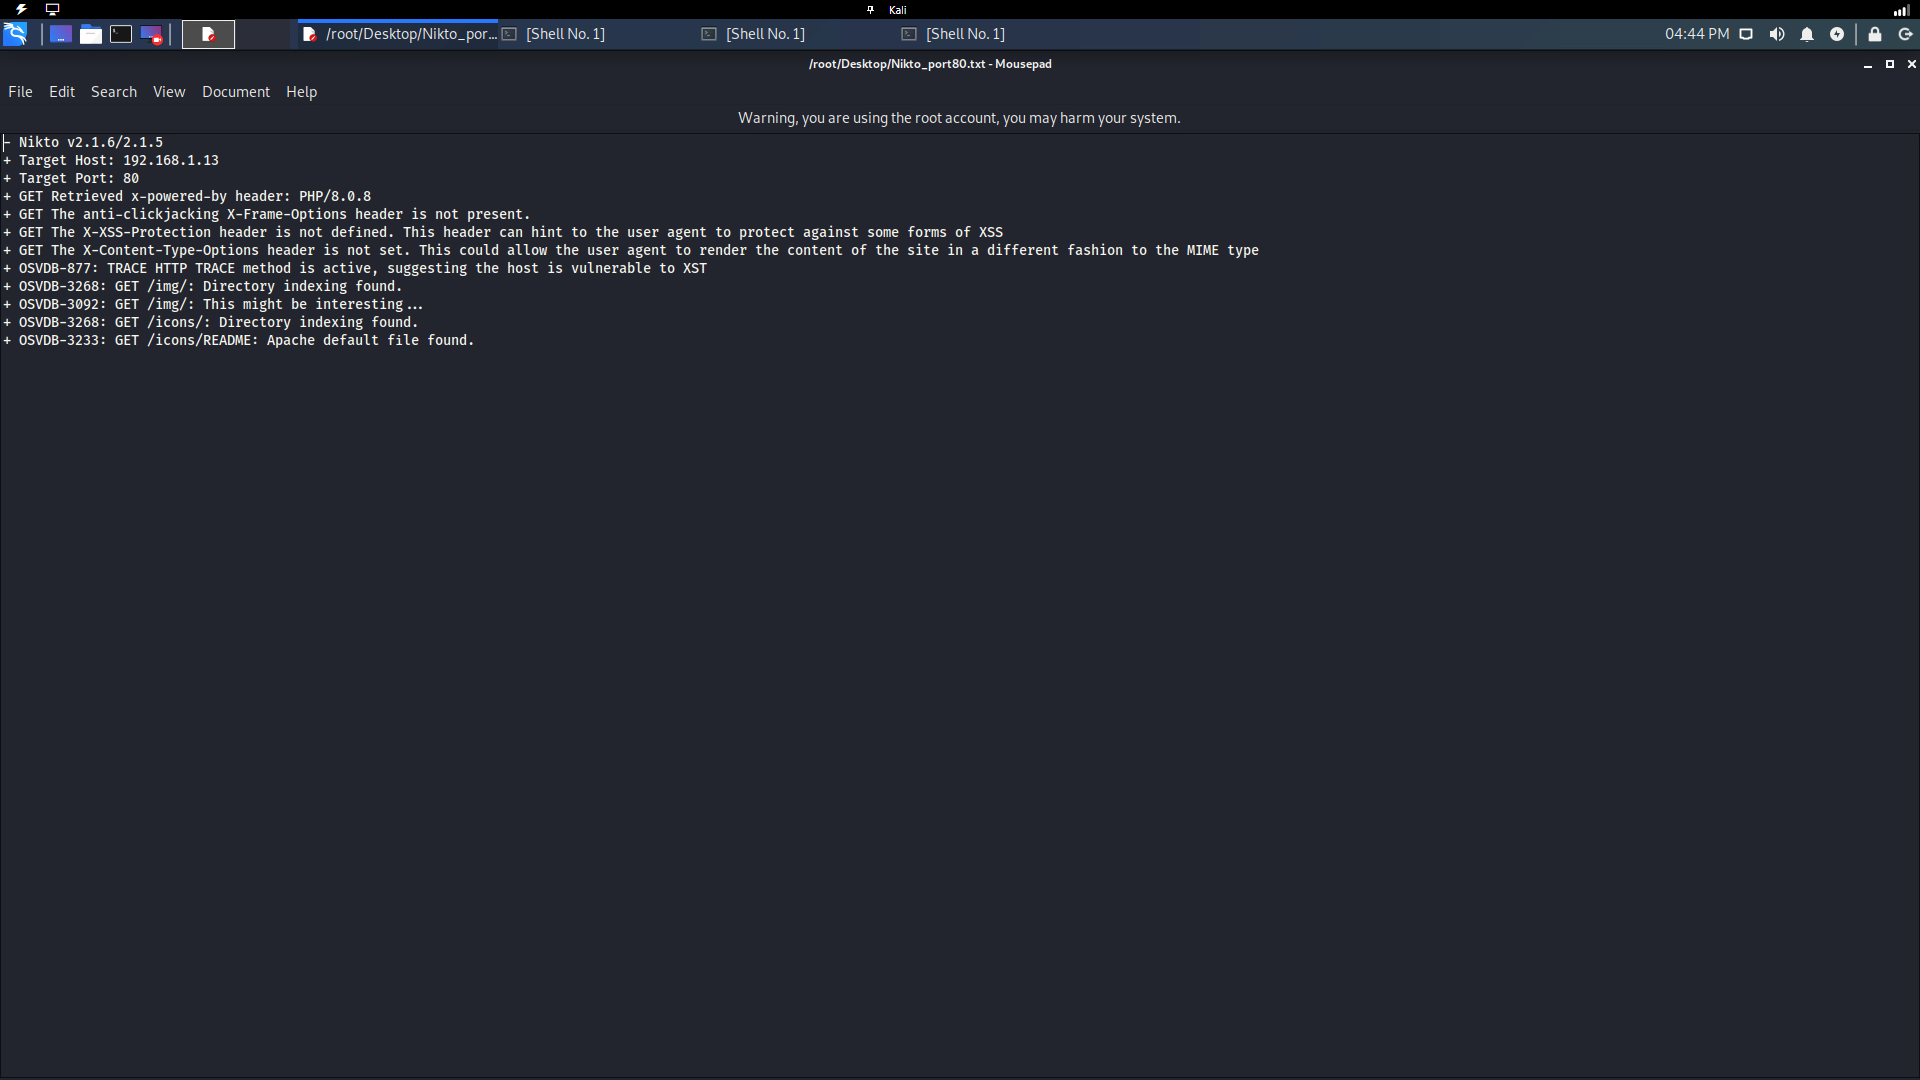 Kali
/root/Desktop/Nikto_por... [Shell No. 1] [Shell No. 1] [Shell No. 1] 04:44 PM
/root/Desktop/Nikto_port80.txt - Mousepad
File Edit Search View Document Help
Warning, you are using the root account, you may harm your system.
- Nikto v2.1.6/2.1.5
+ Target Host: 192.168.1.13
+ Target Port: 80
+ GET Retrieved x-powered-by header: PHP/8.0.8
+ GET The anti-clickjacking X-Frame-Options header is not present.
+ GET The X-XSS-Protection header is not defined. This header can hint to the user agent to protect against some forms of XSS
+ GET The X-Content-Type-Options header is not set. This could allow the user agent to render the content of the site in a different fashion to the MIME type
+ OSVDB-877: TRACE HTTP TRACE method is active, suggesting the host is vulnerable to XST
+ OSVDB-3268: GET /img/: Directory indexing found.
+ OSVDB-3092: GET /img/: This might be interesting...
+ OSVDB-3268: GET /icons/: Directory indexing found.
+ OSVDB-3233: GET /icons/README: Apache default file found.